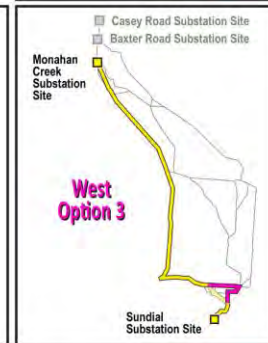 Casey Road Substation Site
Baxter Road Substation Site
Monahan
Creek
Substation
Site
West
Option 3
Sundial
Substation Site